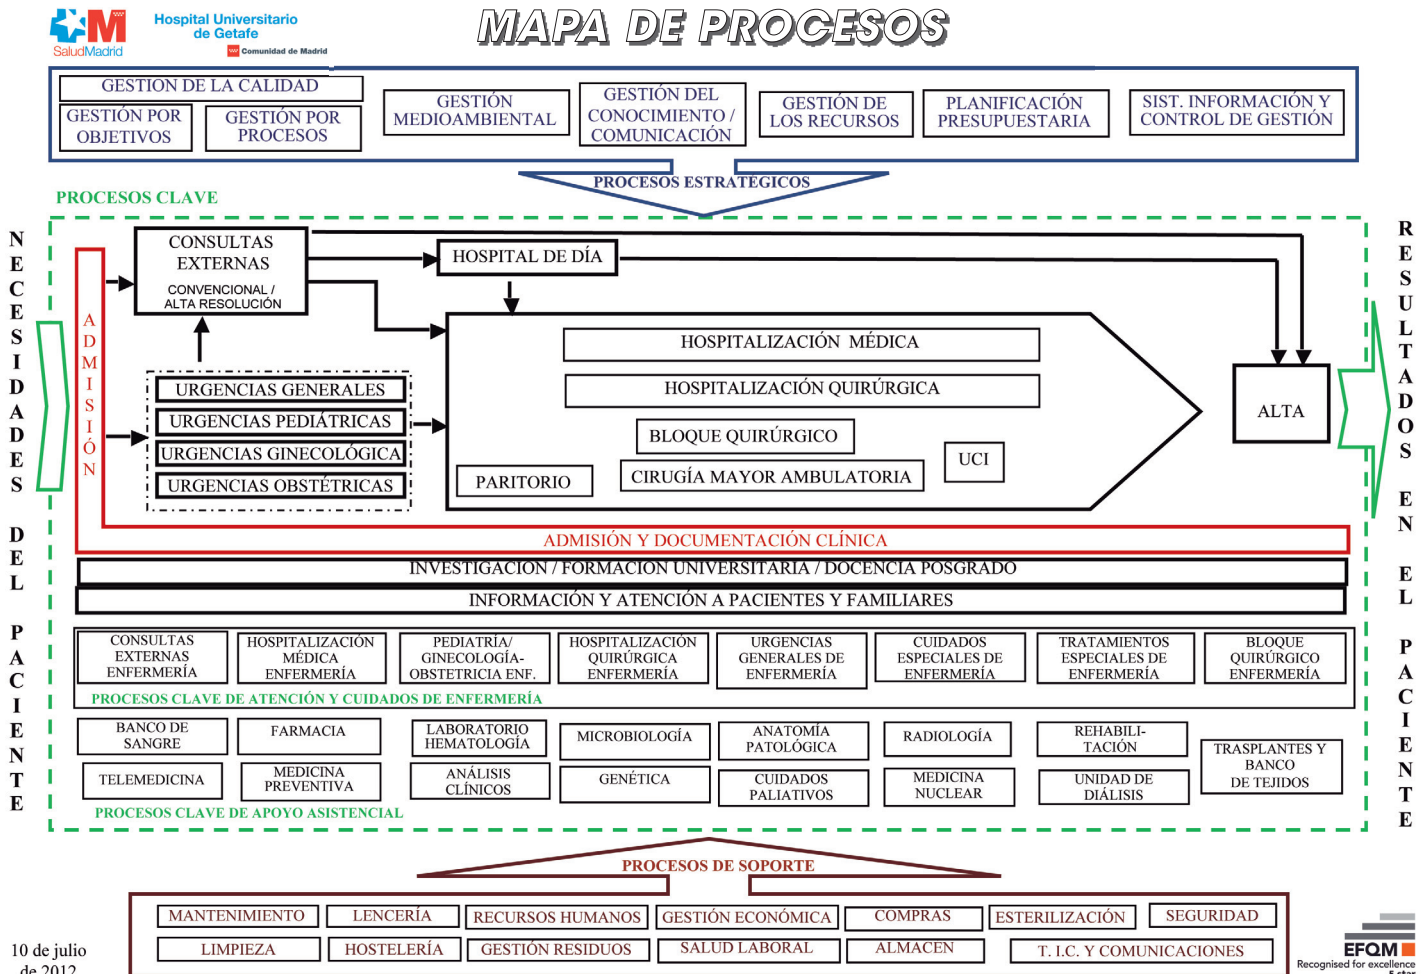 SaludMadrid
Hospital Universitario
de Getafe
Comunidad de Madrid
MAPA DE PROCESOS
GESTION DE LA CALIDAD
GESTIÓN POR
OBJETIVOS
GESTIÓN POR
PROCESOS
GESTIÓN
MEDIOAMBIENTAL
GESTIÓN DEL
CONOCIMIENTO /
COMUNICACIÓN
GESTIÓN DE
LOS RECURSOS
PLANIFICACIÓN
PRESUPUESTARIA
SIST. INFORMACIÓN Y
CONTROL DE GESTIÓN
PROCESOS ESTRATÉGICOS
PROCESOS CLAVE
NECESIDADES DEL PACIENTE
ADMISIÓN
CONSULTAS
EXTERNAS
CONVENCIONAL /
ALTA RESOLUCIÓN
HOSPITAL DE DÍA
URGENCIAS GENERALES
URGENCIAS PEDIÁTRICAS
URGENCIAS GINECOLÓGICA
URGENCIAS OBSTÉTRICAS
HOSPITALIZACIÓN MÉDICA
HOSPITALIZACIÓN QUIRÚRGICA
BLOQUE QUIRÚRGICO
UCI
PARITORIO
CIRUGÍA MAYOR AMBULATORIA
ALTA
RESULTADOS EN EL PACIENTE
ADMISIÓN Y DOCUMENTACIÓN CLÍNICA
INVESTIGACION / FORMACION UNIVERSITARIA / DOCENCIA POSGRADO
INFORMACIÓN Y ATENCIÓN A PACIENTES Y FAMILIARES
CONSULTAS
EXTERNAS
ENFERMERÍA
HOSPITALIZACIÓN
MÉDICA
ENFERMERÍA
PEDIATRÍA/
GINECOLOGÍA-
OBSTETRICIA ENF.
HOSPITALIZACIÓN
QUIRÚRGICA
ENFERMERÍA
URGENCIAS
GENERALES DE
ENFERMERÍA
CUIDADOS
ESPECIALES DE
ENFERMERÍA
TRATAMIENTOS
ESPECIALES DE
ENFERMERÍA
BLOQUE
QUIRÚRGICO
ENFERMERÍA
PROCESOS CLAVE DE ATENCIÓN Y CUIDADOS DE ENFERMERÍA
BANCO DE
SANGRE
FARMACIA
LABORATORIO
HEMATOLOGÍA
MICROBIOLOGÍA
ANATOMÍA
PATOLÓGICA
RADIOLOGÍA
REHABILI-
TACIÓN
TRASPLANTES Y
BANCO
DE TEJIDOS
TELEMEDICINA
MEDICINA
PREVENTIVA
ANÁLISIS
CLÍNICOS
GENÉTICA
CUIDADOS
PALIATIVOS
MEDICINA
NUCLEAR
UNIDAD DE
DIÁLISIS
PROCESOS CLAVE DE APOYO ASISTENCIAL
PROCESOS DE SOPORTE
MANTENIMIENTO
LENCERÍA
RECURSOS HUMANOS
GESTIÓN ECONÓMICA
COMPRAS
ESTERILIZACIÓN
SEGURIDAD
LIMPIEZA
HOSTELERÍA
GESTIÓN RESIDUOS
SALUD LABORAL
ALMACEN
T. I.C. Y COMUNICACIONES
10 de julio
de 2012
EFQM
Recognised for excellence
5 star